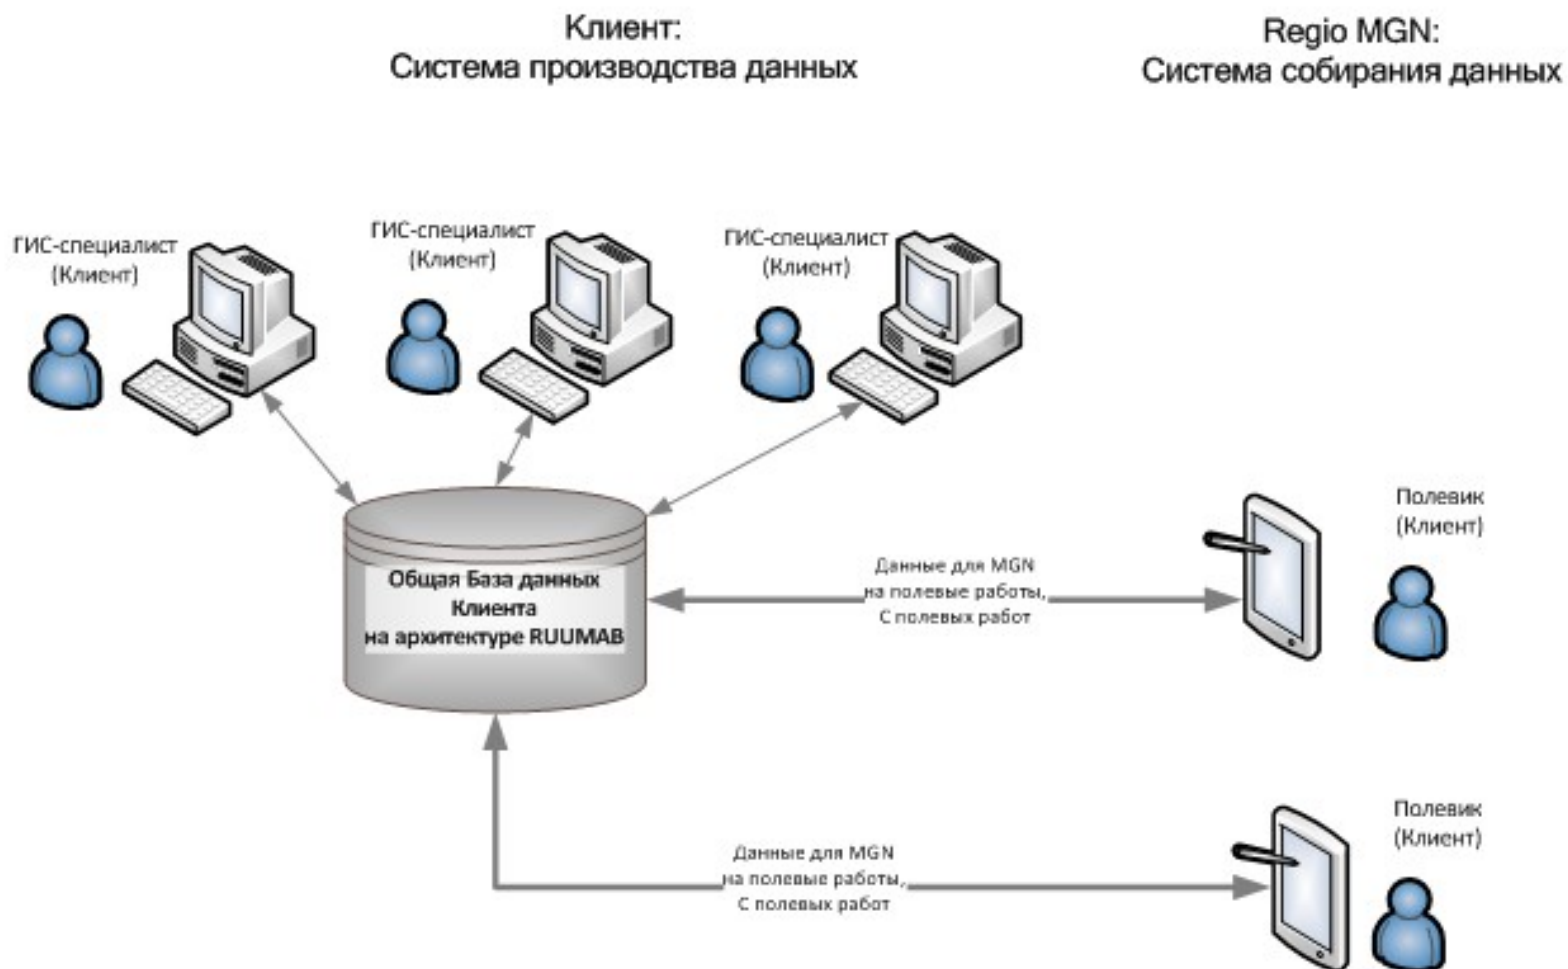 Клиент:
Система производства данных
Regio MGN:
Система собирания данных
ГИС-специалист
(Клиент)
ГИС-специалист
(Клиент)
ГИС-специалист
(Клиент)
Общая База данных
Клиента
на архитектуре RUUMAB
Данные для MGN
на полевые работы,
С полевых работ
Полевик
(Клиент)
Данные для MGN
на полевые работы,
С полевых работ
Полевик
(Клиент)